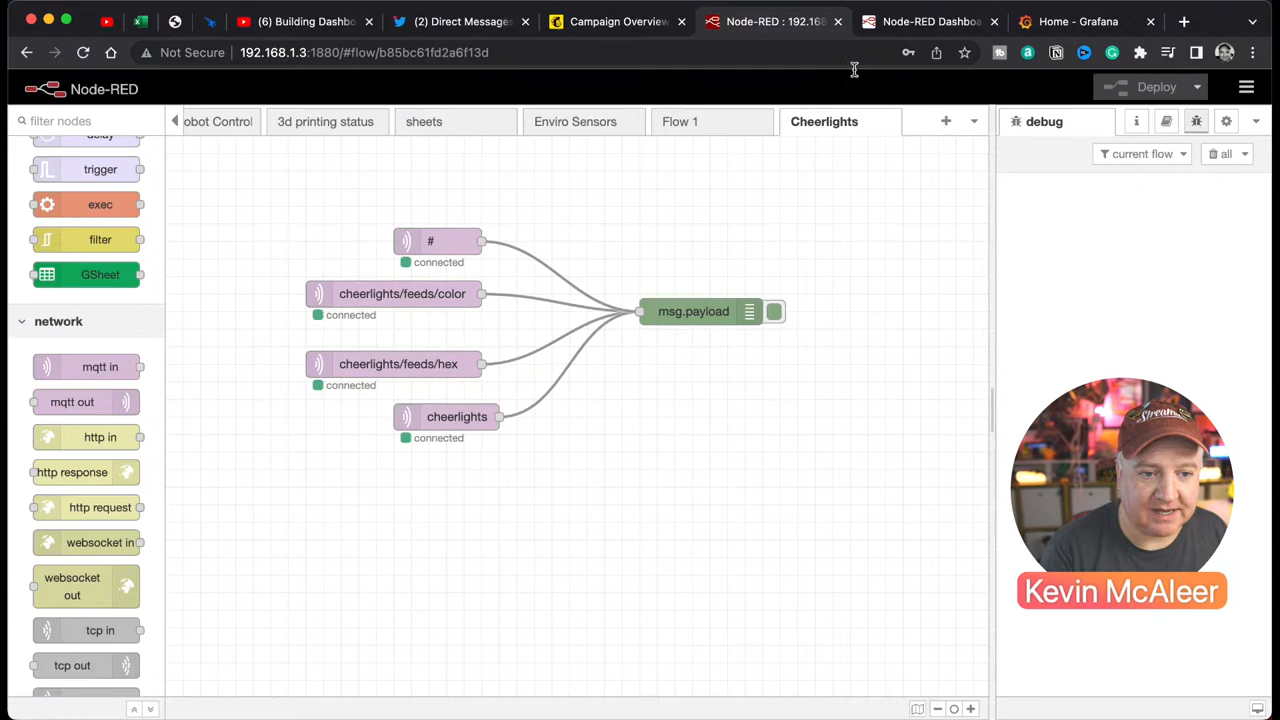 (6) Building Dashbo
(2) Direct Messages
Campaign Overview
Node-RED : 192.168
Node-RED Dashboa
Home - Grafana
Not Secure
192.168.1.3:1880/#flow/b85bc61fd2a6f13d
Node-RED
Deploy
filter nodes
obot Control
3d printing status
sheets
Enviro Sensors
Flow 1
Cheerlights
debug
current flow
all
delay
trigger
exec
filter
GSheet
network
mqtt in
mqtt out
http in
http response
http request
websocket in
websocket
out
tcp in
tcp out
#
connected
cheerlights/feeds/color
connected
cheerlights/feeds/hex
connected
cheerlights
connected
msg.payload
Kevin McAleer